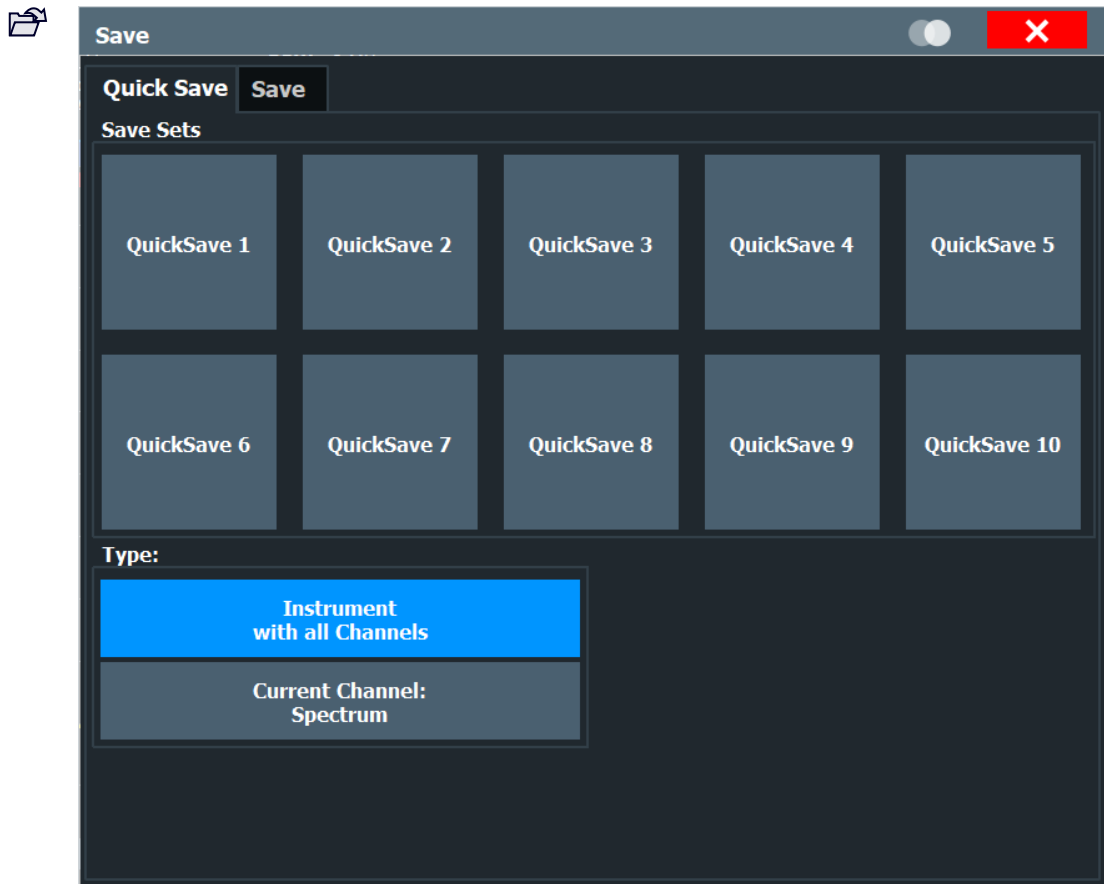 Save
Quick Save Save
Save Sets
QuickSave 1 QuickSave 2 QuickSave 3 QuickSave 4 QuickSave 5
QuickSave 6 QuickSave 7 QuickSave 8 QuickSave 9 QuickSave 10
Type:
Instrument
with all Channels
Current Channel:
Spectrum